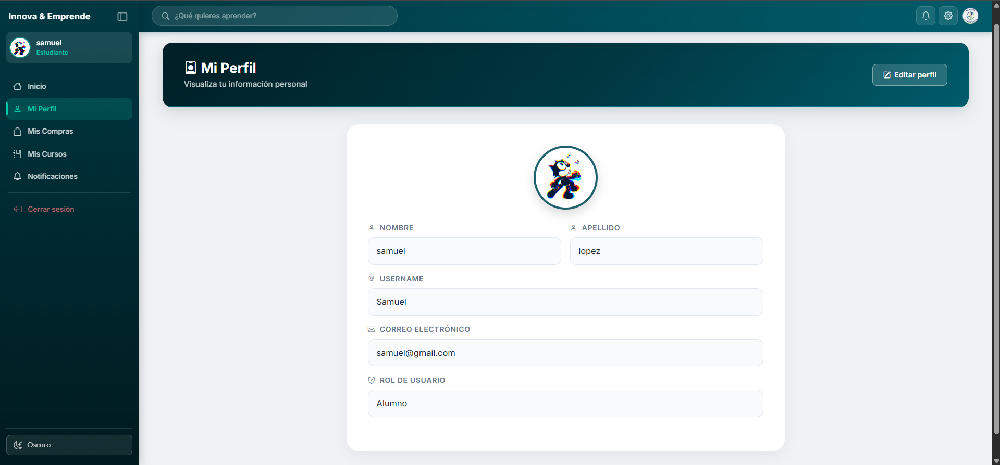 Innova & Emprende
¿Qué quieres aprender?
samuel
Estudiante
Inicio
Mi Perfil
Mis Compras
Mis Cursos
Notificaciones
Cerrar sesión
Oscuro
Mi Perfil
Visualiza tu información personal
Editar perfil
NOMBRE
samuel
APELLIDO
lopez
USERNAME
Samuel
CORREO ELECTRÓNICO
samuel@gmail.com
ROL DE USUARIO
Alumno